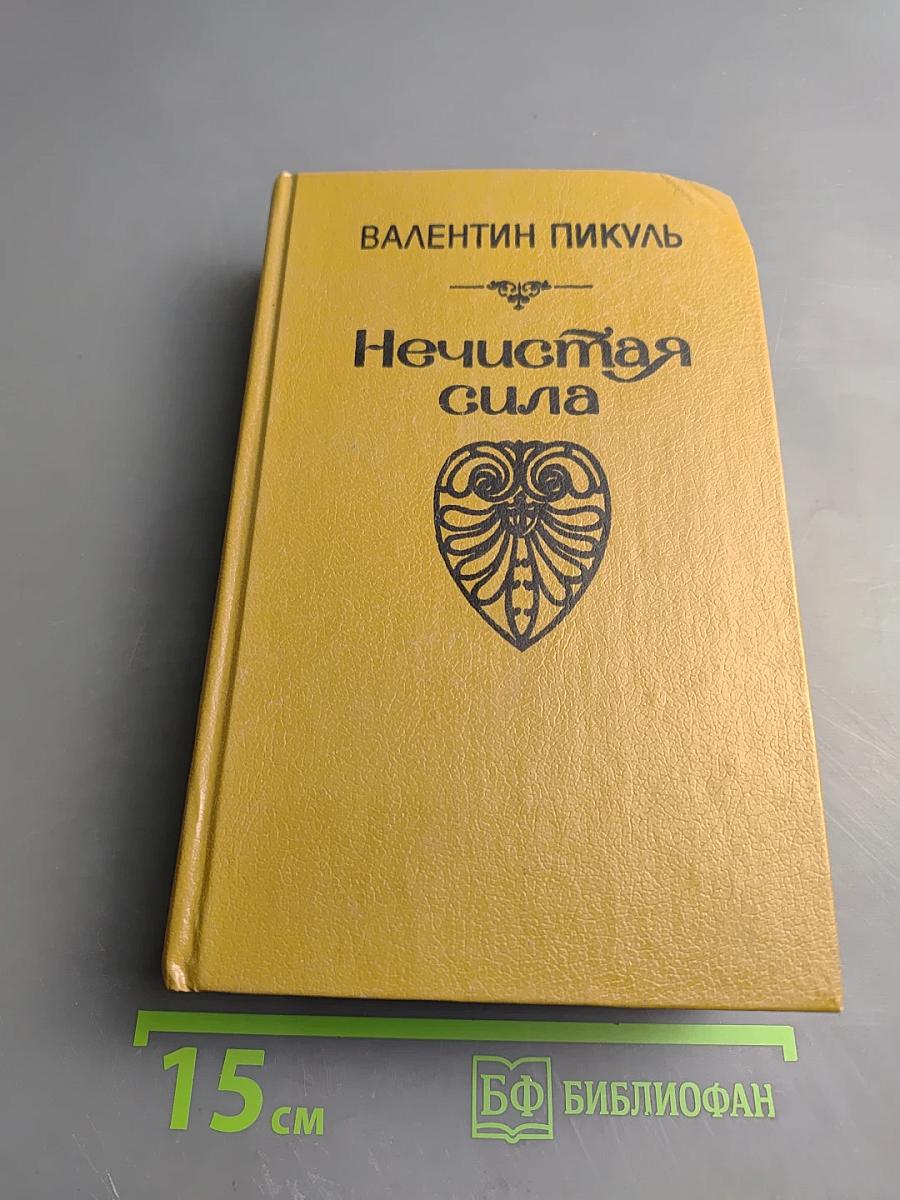 ВАЛЕНТИН ПИКУЛЬ
Нечистая
сила
15 см
БФ БИБЛИОФАН